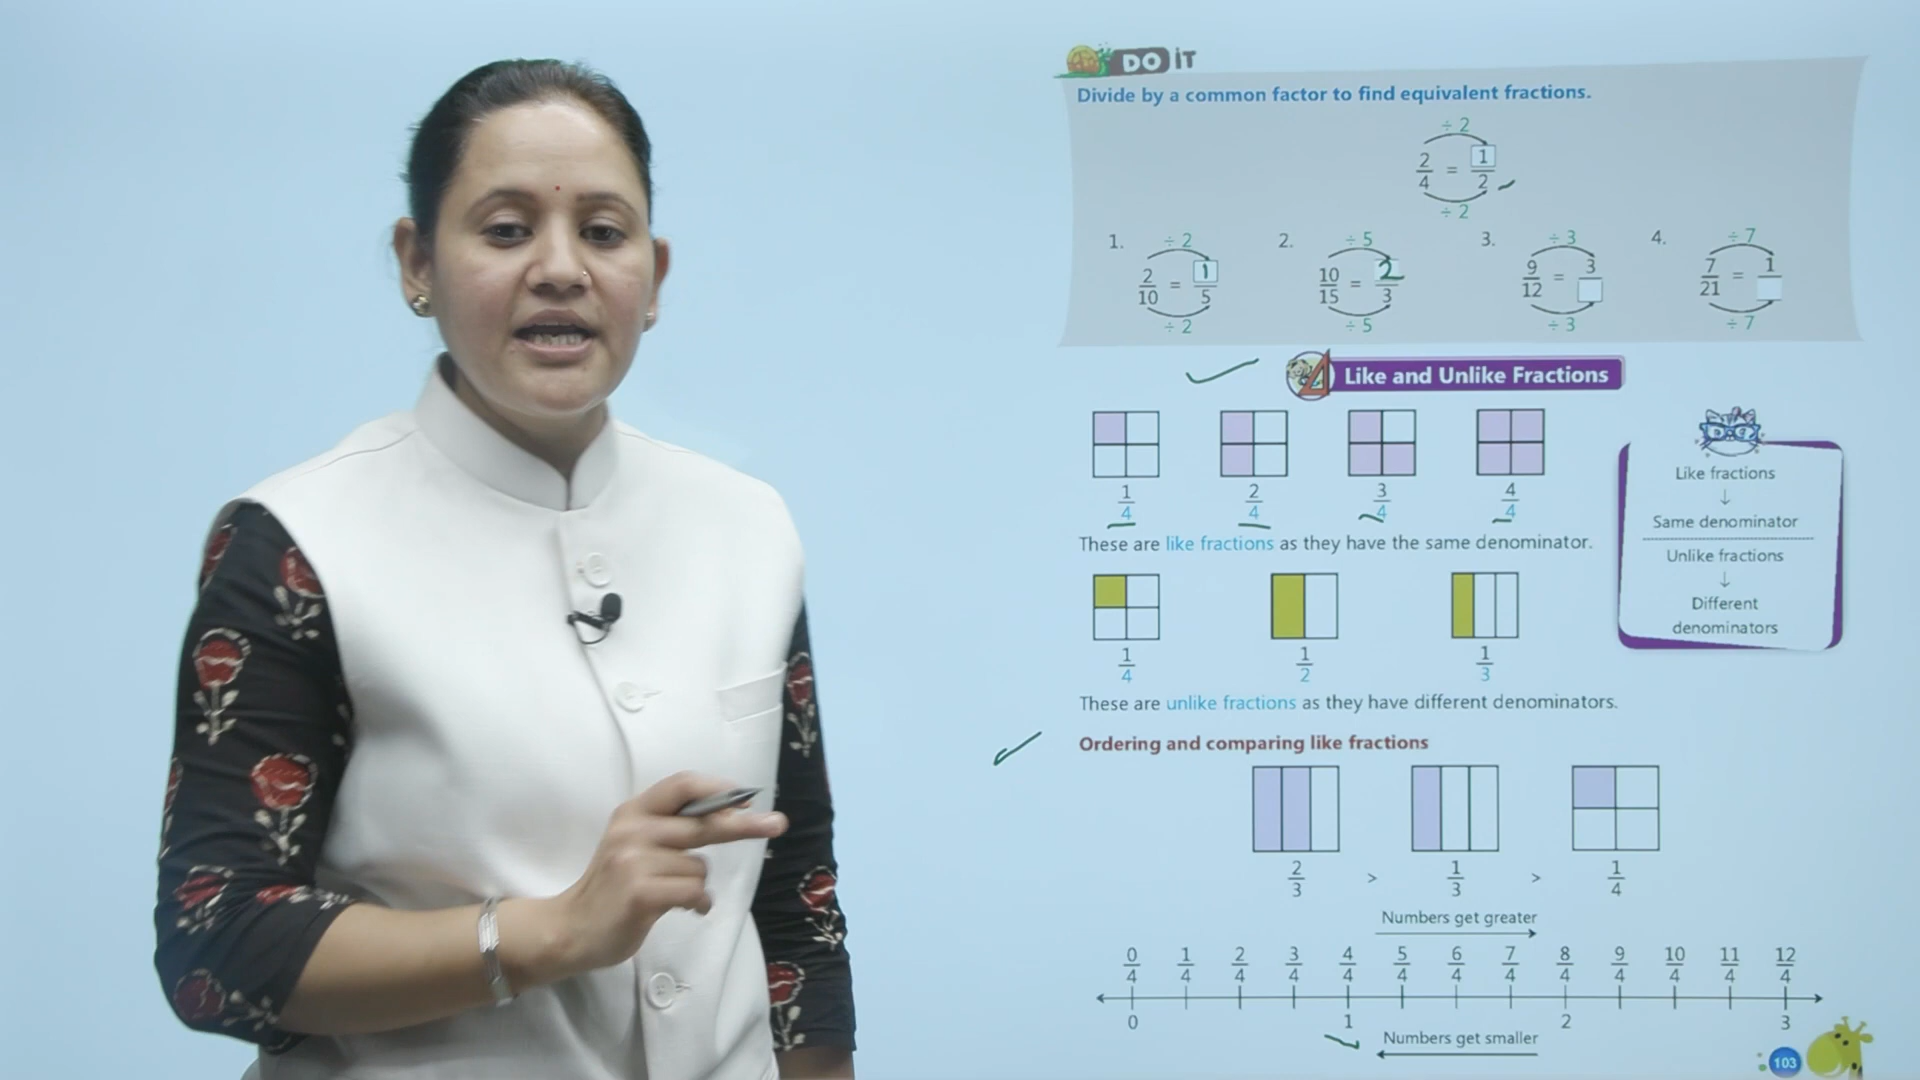 DO IT
Divide by a common factor to find equivalent fractions.
÷ 2
2/4 = 1/2
÷ 2
1. ÷ 2 2. ÷ 5 3. ÷ 3 4. ÷ 7
2/10 = 1/5 10/15 = 2/3 9/12 = 3/ 7/21 = 1/
÷ 2 ÷ 5 ÷ 3 ÷ 7
Like and Unlike Fractions
1/4 2/4 3/4 4/4
These are like fractions as they have the same denominator.
1/4 1/2 1/3
These are unlike fractions as they have different denominators.
Like fractions
↓
Same denominator
Unlike fractions
↓
Different
denominators
Ordering and comparing like fractions
2/3 > 1/3 > 1/4
Numbers get greater
0/4 1/4 2/4 3/4 4/4 5/4 6/4 7/4 8/4 9/4 10/4 11/4 12/4
0 1 2 3
Numbers get smaller
103